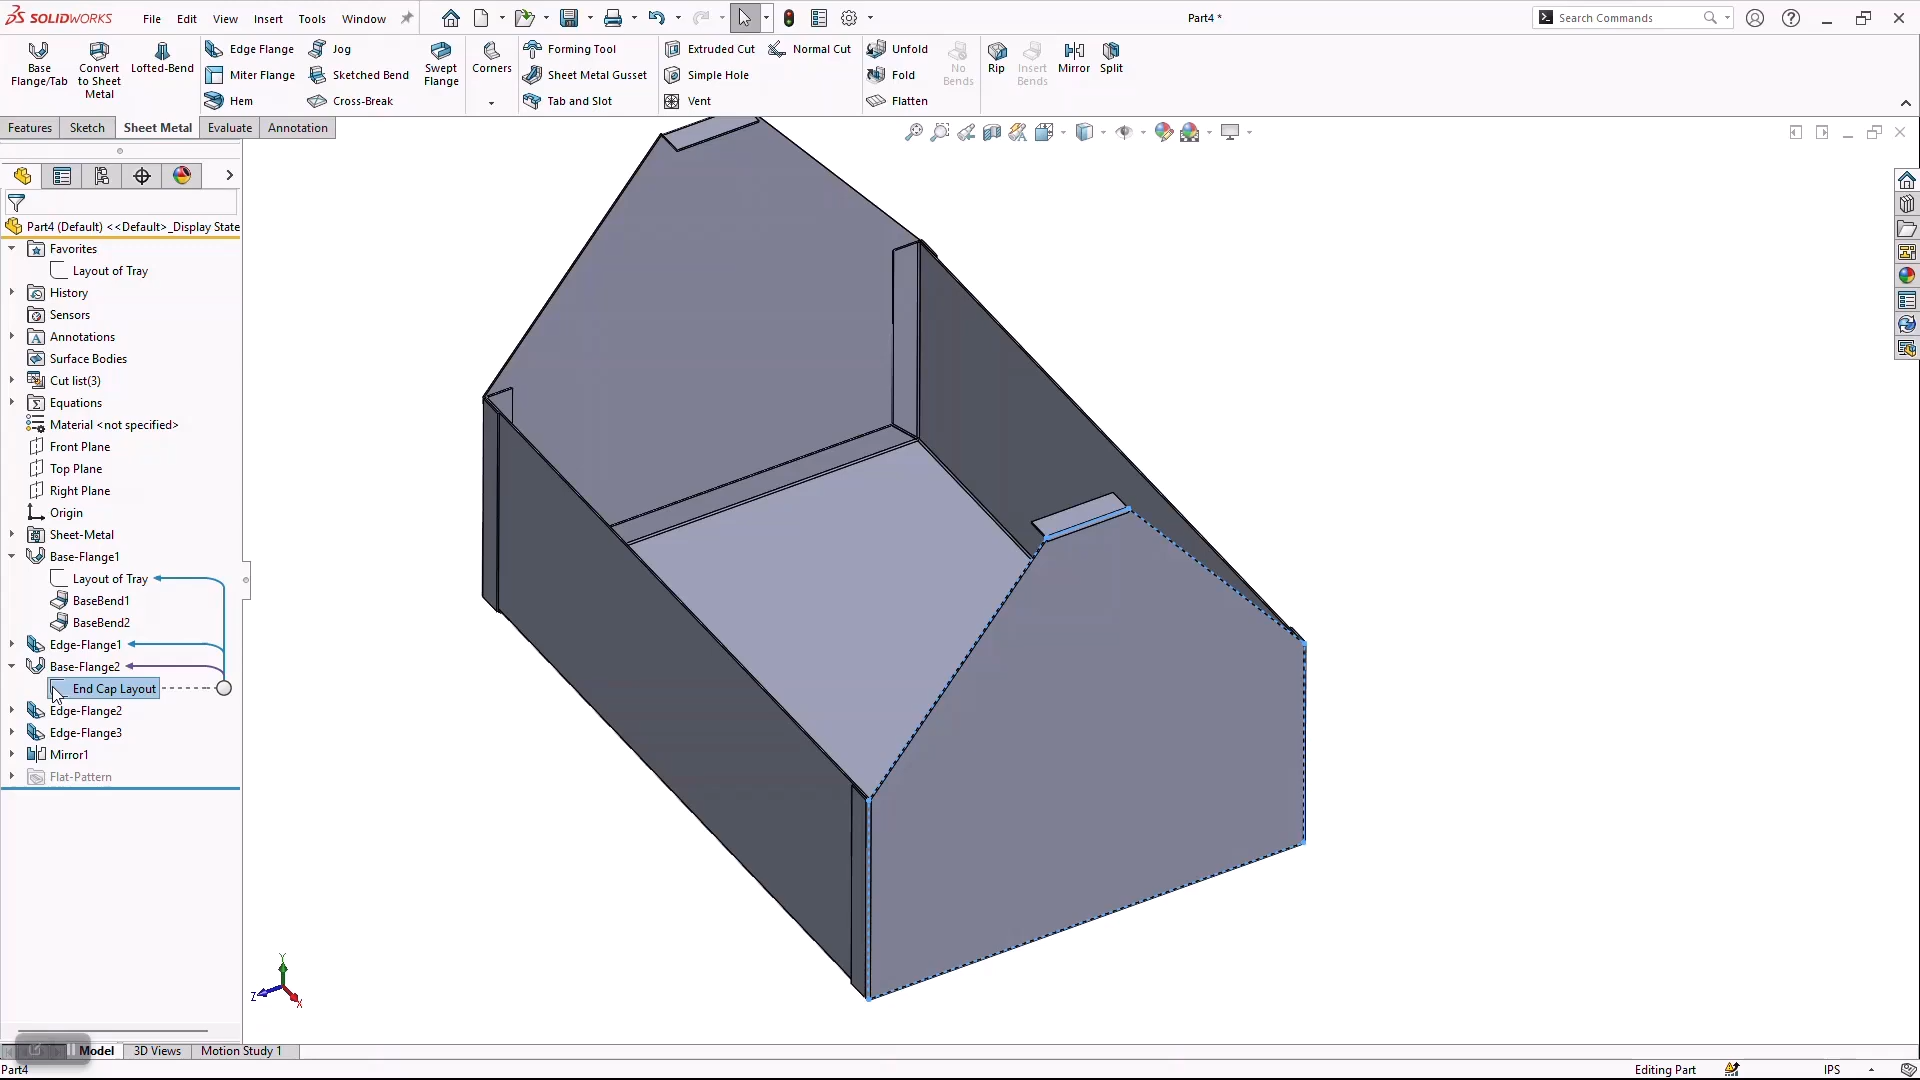 SOLIDWORKS File Edit View Insert Tools Window Part4 * Search Commands
Base Flange/Tab
Convert to Sheet Metal
Lofted-Bend
Edge Flange
Miter Flange
Hem
Jog
Sketched Bend
Cross-Break
Swept Flange
Corners
Forming Tool
Sheet Metal Gusset
Tab and Slot
Extruded Cut
Simple Hole
Vent
Normal Cut
Unfold
Fold
Flatten
No Bends
Rip
Insert Bends
Mirror
Split
Features Sketch Sheet Metal Evaluate Annotation
Part4 (Default) <<Default>_Display State
Favorites
Layout of Tray
History
Sensors
Annotations
Surface Bodies
Cut list(3)
Equations
Material <not specified>
Front Plane
Top Plane
Right Plane
Origin
Sheet-Metal
Base-Flange1
Layout of Tray
BaseBend1
BaseBend2
Edge-Flange1
Base-Flange2
End Cap Layout
Edge-Flange2
Edge-Flange3
Mirror1
Flat-Pattern
Y
Z
X
Model 3D Views Motion Study 1
Part4 Editing Part IPS